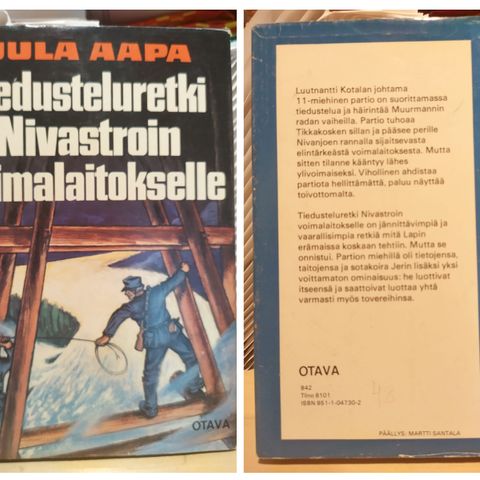 UULA AAPA
iedusteluretki
Nivastroin
imalaitokselle
OTAVA
Luutnantti Kotalan johtama
11-miehinen partio on suorittamassa
tiedustelua ja häirintää Muurmannin
radan vaiheilla. Partio tuhoaa
Tikkakosken sillan ja pääsee perille
Nivanjoen rannalla sijaitsevasta
elintärkeästä voimalaitoksesta. Mutta
sitten tilanne kääntyy lähes
ylivoimaiseksi. Vihollinen ahdistaa
partiota hellittämättä, paluu näyttää
toivottomalta.
Tiedusteluretki Nivastroin
voimalaitokselle on jännittävimpiä ja
vaarallisimpia retkiä mitä Lapin
erämaissa koskaan tehtiin. Mutta se
onnistui. Partion miehillä oli tietojensa,
taitojensa ja sotakoira Jerin lisäksi yksi
voittamaton ominaisuus: he luottivat
itseensä ja saattoivat luottaa yhtä
varmasti myös tovereihinsa.
OTAVA
842
Tilno 8101
ISBN 951-1-04730-2
48
PÄÄLLYS: MARTTI SANTALA